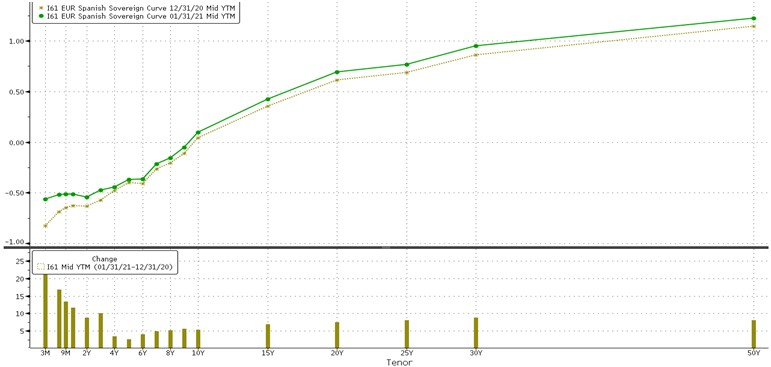 I61 EUR Spanish Sovereign Curve 12/31/20 Mid YTM
I61 EUR Spanish Sovereign Curve 01/31/21 Mid YTM
1.00
0.50
0.00
-0.50
-1.00
Change
I61 Mid YTM (01/31/21-12/31/20)
25
20
15
10
5
3M 9M 2Y 4Y 6Y 8Y 10Y 15Y 20Y 25Y 30Y 50Y
Tenor